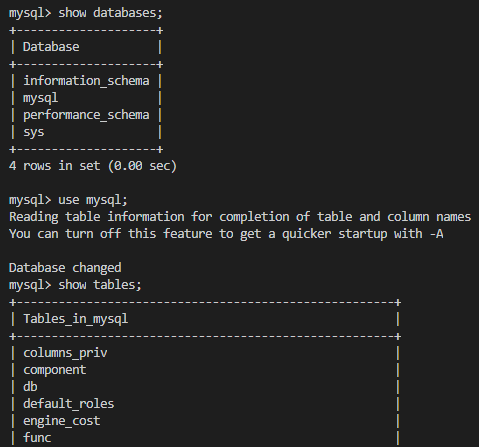 mysql> show databases;
+--------------------+
| Database           |
+--------------------+
| information_schema |
| mysql              |
| performance_schema |
| sys                |
+--------------------+
4 rows in set (0.00 sec)

mysql> use mysql;
Reading table information for completion of table and column names
You can turn off this feature to get a quicker startup with -A

Database changed
mysql> show tables;
+------------------------------------------------------+
| Tables_in_mysql                                      |
+------------------------------------------------------+
| columns_priv                                         |
| component                                            |
| db                                                   |
| default_roles                                        |
| engine_cost                                          |
| func                                                 |